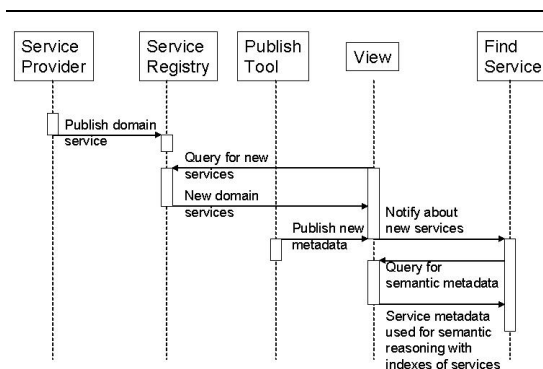 Service
Provider
Service
Registry
Publish
Tool
View
Find
Service
Publish domain
service
Query for new
services
New domain
services
Publish new
metadata
Notify about
new services
Query for
semantic metadata
Service metadata
used for semantic
reasoning with
indexes of services